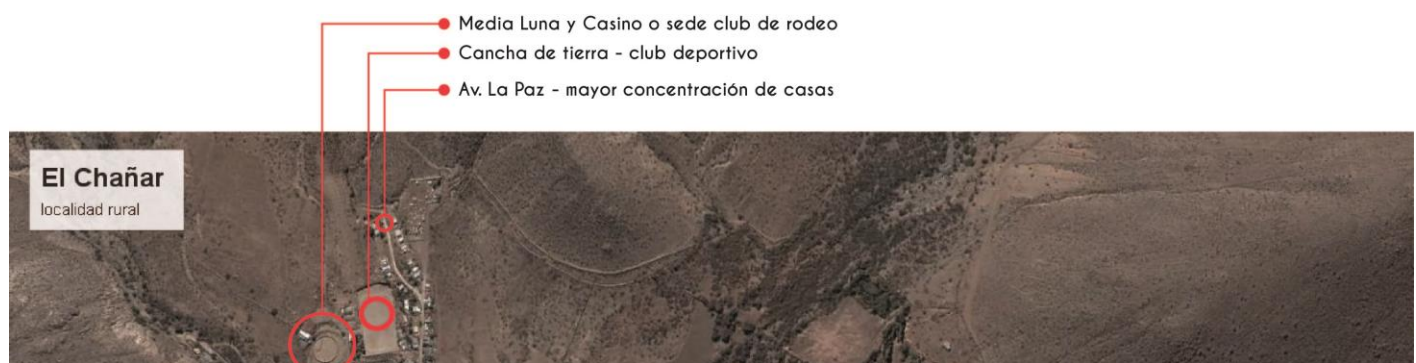 Media Luna y Casino o sede club de rodeo
Cancha de tierra - club deportivo
Av. La Paz - mayor concentración de casas
El Chañar
localidad rural